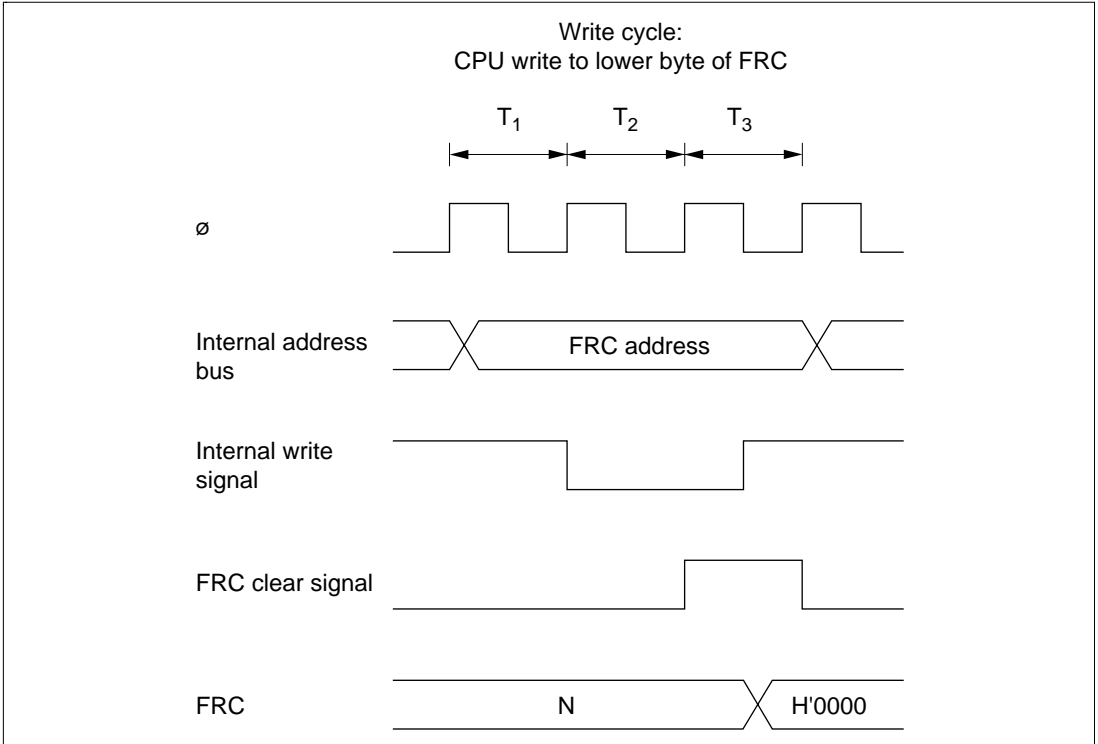 Write cycle:
CPU write to lower byte of FRC
T1 T2 T3
ø
Internal address
bus
FRC address
Internal write
signal
FRC clear signal
FRC
N
H'0000